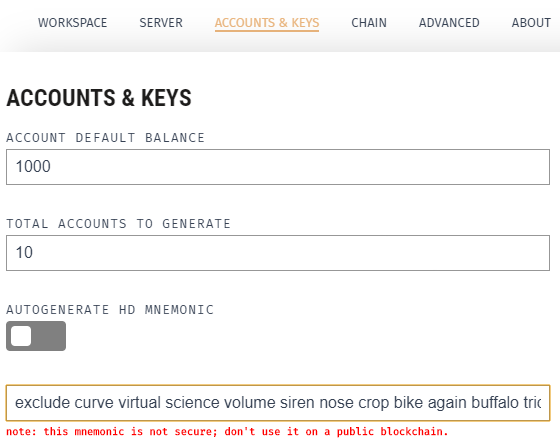 WORKSPACE SERVER ACCOUNTS & KEYS CHAIN ADVANCED ABOUT
ACCOUNTS & KEYS
ACCOUNT DEFAULT BALANCE
1000
TOTAL ACCOUNTS TO GENERATE
10
AUTOGENERATE HD MNEMONIC
exclude curve virtual science volume siren nose crop bike again buffalo
note: this mnemonic is not secure; don't use it on a public blockchain.